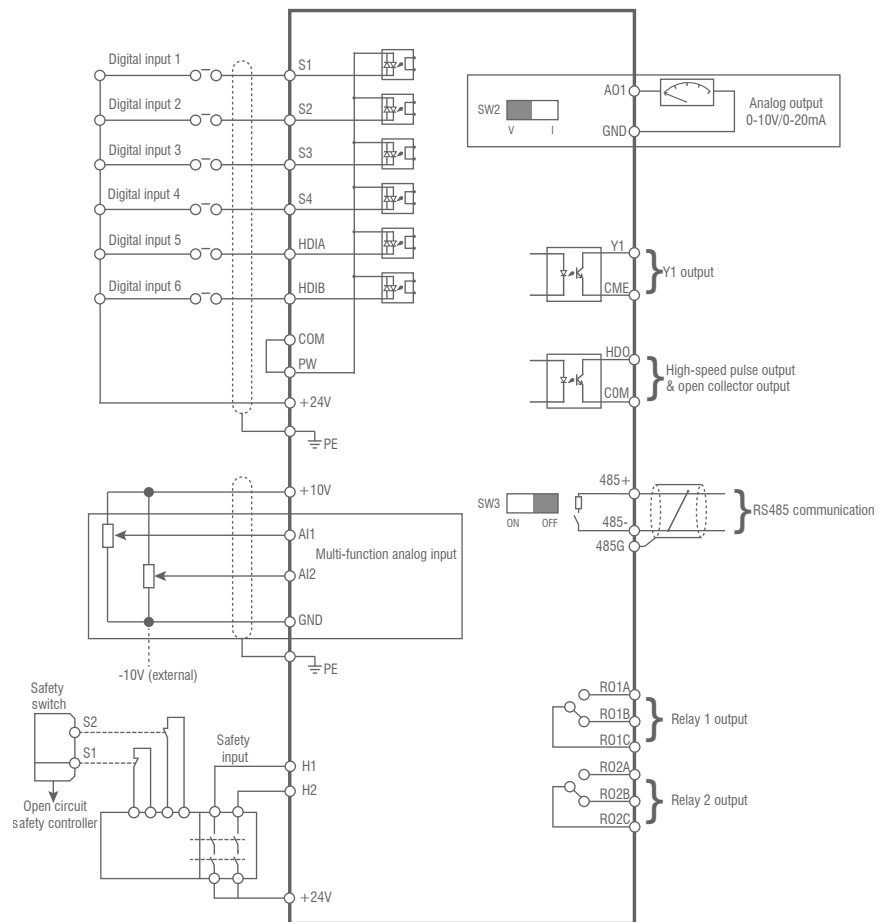 Digital input 1
S1
Digital input 2
S2
Digital input 3
S3
Digital input 4
S4
Digital input 5
HDIA
Digital input 6
HDIB
COM
PW
+24V
PE
+10V
AI1
Multi-function analog input
AI2
GND
PE
-10V (external)
Safety
switch
S2
S1
Open circuit
safety controller
Safety
input
H1
H2
+24V
SW2
V I
AO1
GND
Analog output
0-10V/0-20mA
Y1
CME
Y1 output
HDO
COM
High-speed pulse output
& open collector output
SW3
ON OFF
485+
485-
485G
RS485 communication
RO1A
RO1B
RO1C
Relay 1 output
RO2A
RO2B
RO2C
Relay 2 output